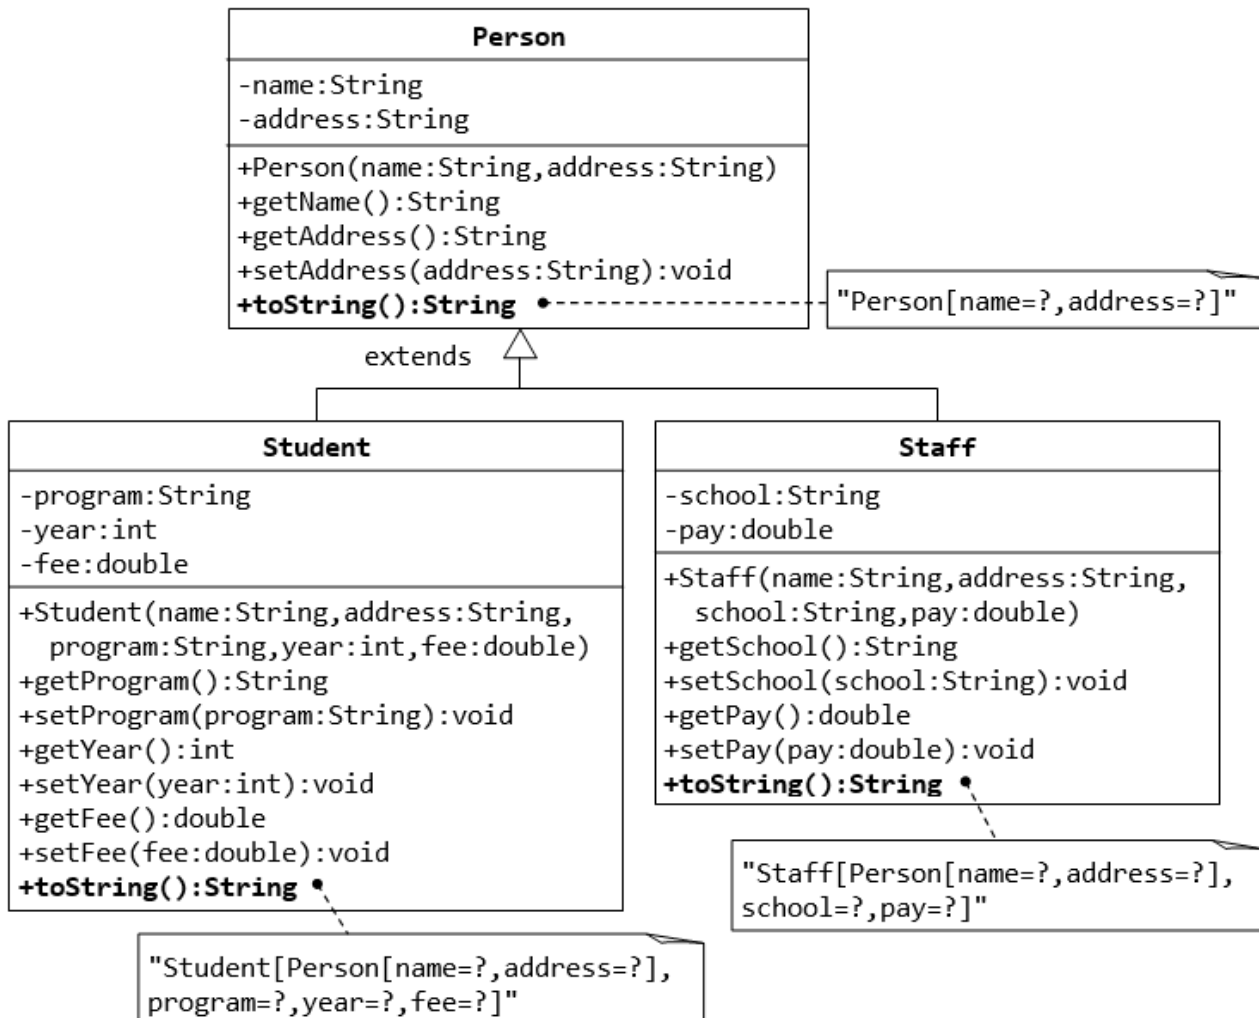 Person
-name:String
-address:String
+Person(name:String,address:String)
+getName():String
+getAddress():String
+setAddress(address:String):void
+toString():String
"Person[name=?,address=?]"
extends
Student
-program:String
-year:int
-fee:double
+Student(name:String,address:String,
program:String,year:int,fee:double)
+getProgram():String
+setProgram(program:String):void
+getYear():int
+setYear(year:int):void
+getFee():double
+setFee(fee:double):void
+toString():String
"Student[Person[name=?,address=?],
program=?,year=?,fee=?]"
Staff
-school:String
-pay:double
+Staff(name:String,address:String,
school:String,pay:double)
+getSchool():String
+setSchool(school:String):void
+getPay():double
+setPay(pay:double):void
+toString():String
"Staff[Person[name=?,address=?],
school=?,pay=?]"